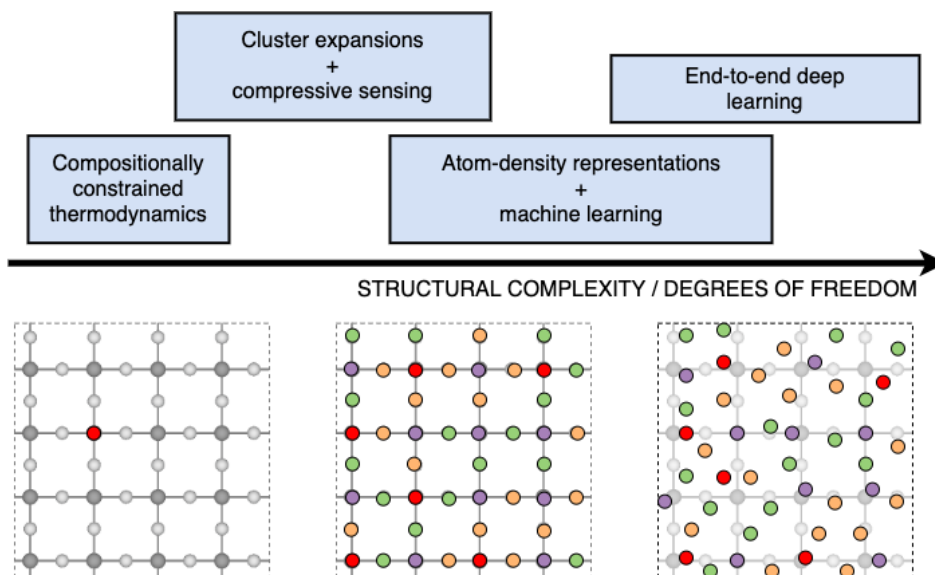 Cluster expansions
+
compressive sensing
End-to-end deep
learning
Compositionally
constrained
thermodynamics
Atom-density representations
+
machine learning
STRUCTURAL COMPLEXITY / DEGREES OF FREEDOM